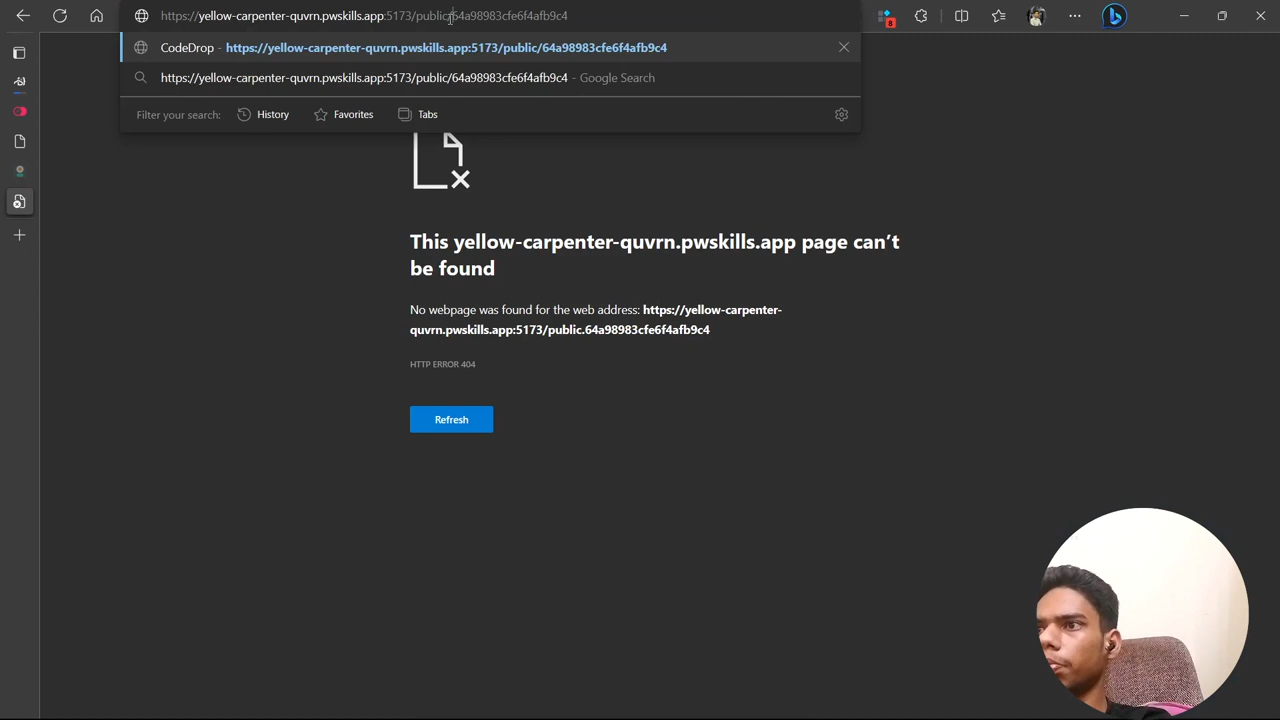 https://yellow-carpenter-quvrn.pwskills.app:5173/public/64a98983cfe6f4afb9c4
8
CodeDrop - https://yellow-carpenter-quvrn.pwskills.app:5173/public/64a98983cfe6f4afb9c4
https://yellow-carpenter-quvrn.pwskills.app:5173/public/64a98983cfe6f4afb9c4 - Google Search
Filter your search: History Favorites Tabs
This yellow-carpenter-quvrn.pwskills.app page can’t
be found
No webpage was found for the web address: https://yellow-carpenter-
quvrn.pwskills.app:5173/public.64a98983cfe6f4afb9c4
HTTP ERROR 404
Refresh